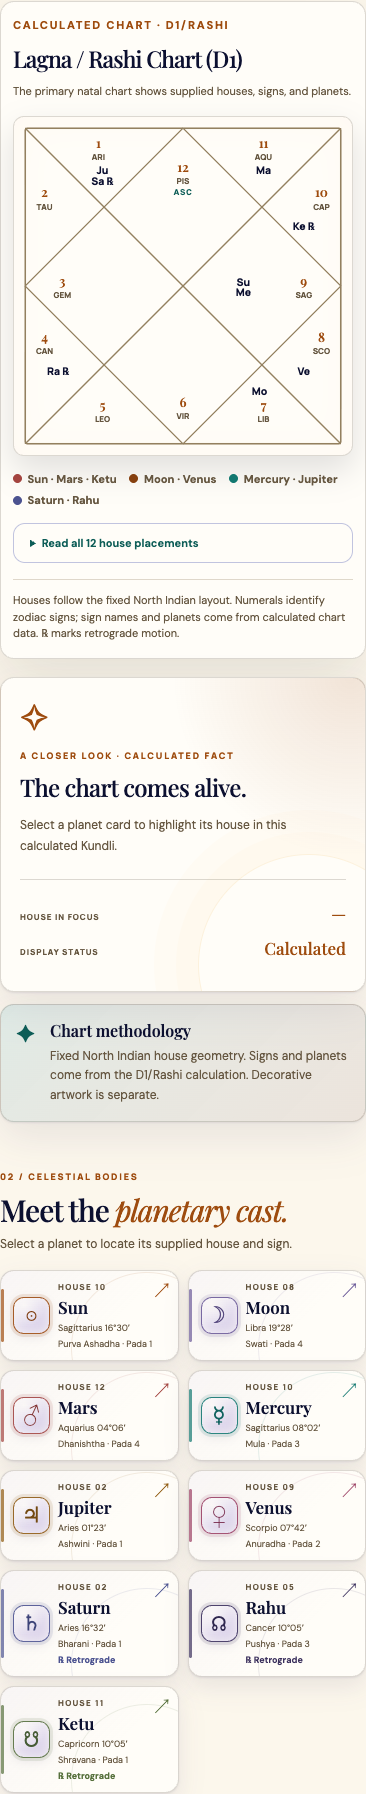 CALCULATED CHART · D1/RASHI
Lagna / Rashi Chart (D1)
The primary natal chart shows supplied houses, signs, and planets.
1
ARI
Ju
Sa ℞
12
PIS
ASC
11
AQU
Ma
2
TAU
10
CAP
Ke ℞
3
GEM
Su
Me
9
SAG
4
CAN
Ra ℞
8
SCO
Ve
5
LEO
6
VIR
Mo
7
LIB
Sun · Mars · Ketu
Moon · Venus
Mercury · Jupiter
Saturn · Rahu
▶ Read all 12 house placements
Houses follow the fixed North Indian layout. Numerals identify
zodiac signs; sign names and planets come from calculated chart
data. ℞ marks retrograde motion.
A CLOSER LOOK · CALCULATED FACT
The chart comes alive.
Select a planet card to highlight its house in this
calculated Kundli.
HOUSE IN FOCUS —
DISPLAY STATUS Calculated
Chart methodology
Fixed North Indian house geometry. Signs and planets
come from the D1/Rashi calculation. Decorative
artwork is separate.
02 / CELESTIAL BODIES
Meet the planetary cast.
Select a planet to locate its supplied house and sign.
HOUSE 10
Sun
Sagittarius 16°30′
Purva Ashadha · Pada 1
HOUSE 08
Moon
Libra 19°28′
Swati · Pada 4
HOUSE 12
Mars
Aquarius 04°06′
Dhanishtha · Pada 4
HOUSE 10
Mercury
Sagittarius 08°02′
Mula · Pada 3
HOUSE 02
Jupiter
Aries 01°23′
Ashwini · Pada 1
HOUSE 09
Venus
Scorpio 07°42′
Anuradha · Pada 2
HOUSE 02
Saturn
Aries 16°32′
Bharani · Pada 1
℞ Retrograde
HOUSE 05
Rahu
Cancer 10°05′
Pushya · Pada 3
℞ Retrograde
HOUSE 11
Ketu
Capricorn 10°05′
Shravana · Pada 1
℞ Retrograde